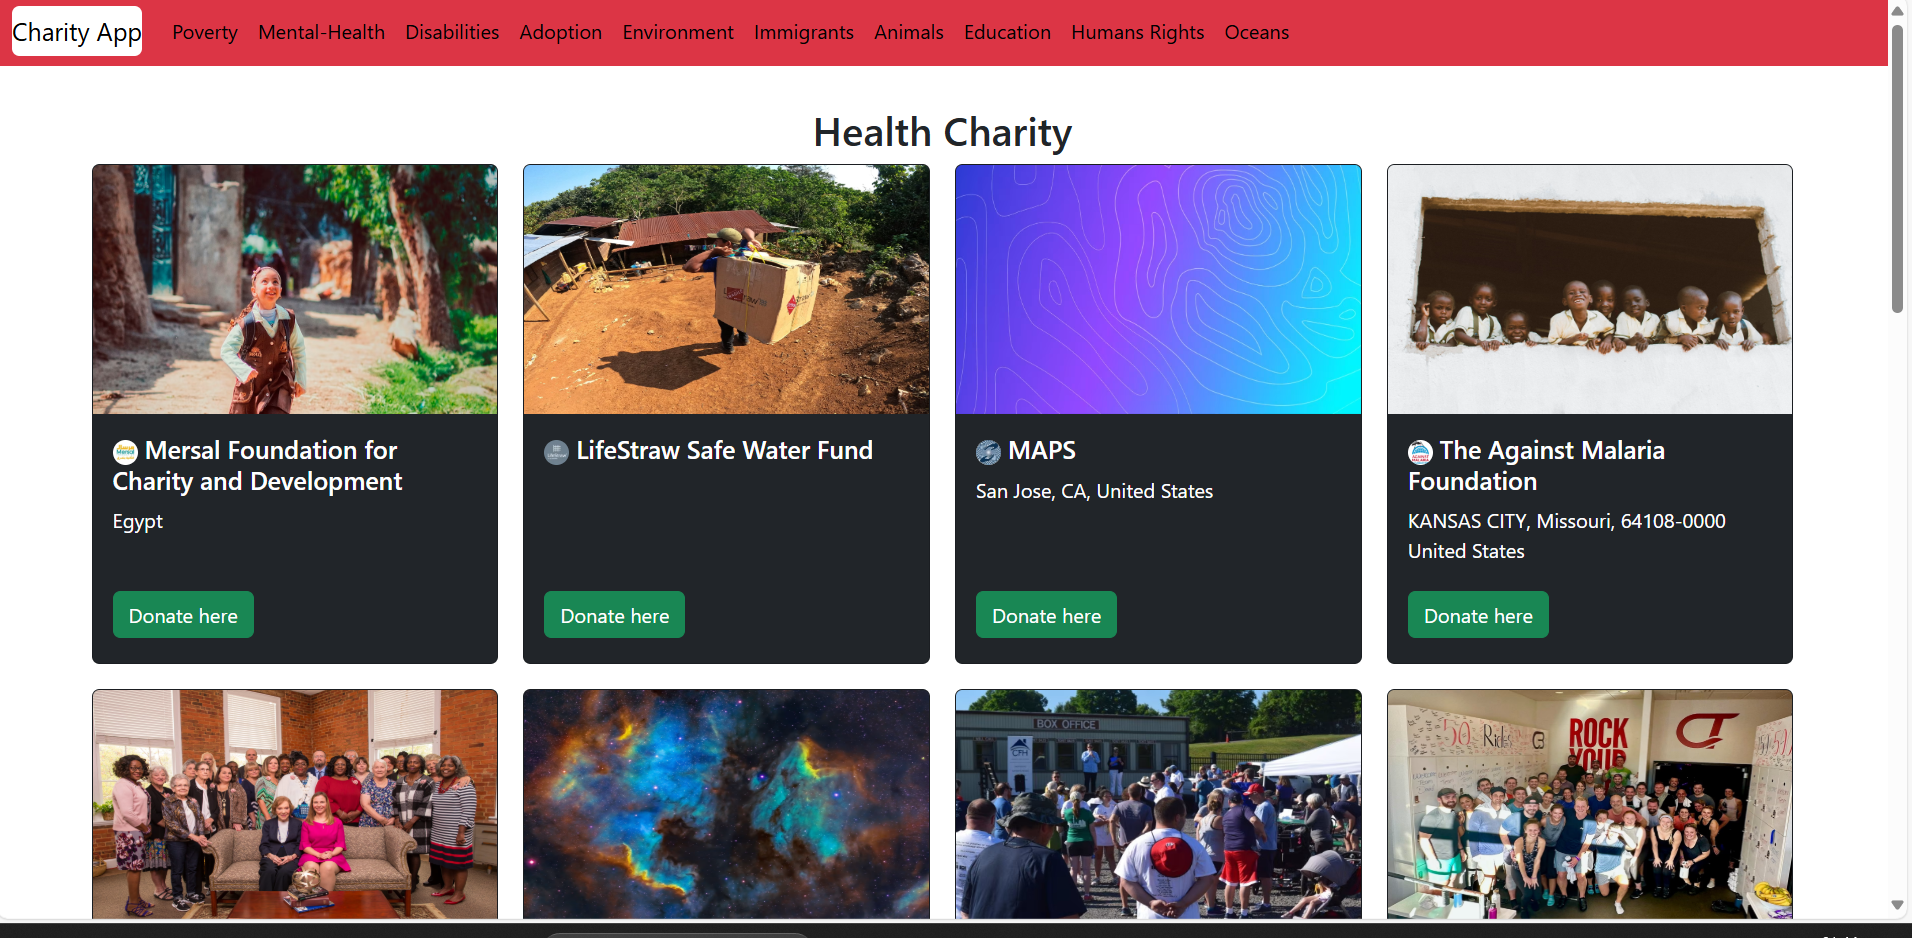 Charity App Poverty Mental-Health Disabilities Adoption Environment Immigrants Animals Education Humans Rights Oceans
Health Charity
Mersal Foundation for
Charity and Development
Egypt
Donate here
LifeStraw Safe Water Fund
Donate here
MAPS
San Jose, CA, United States
Donate here
The Against Malaria
Foundation
KANSAS CITY, Missouri, 64108-0000
United States
Donate here
BOX OFFICE
CFH
ROCK
YOUR
CT